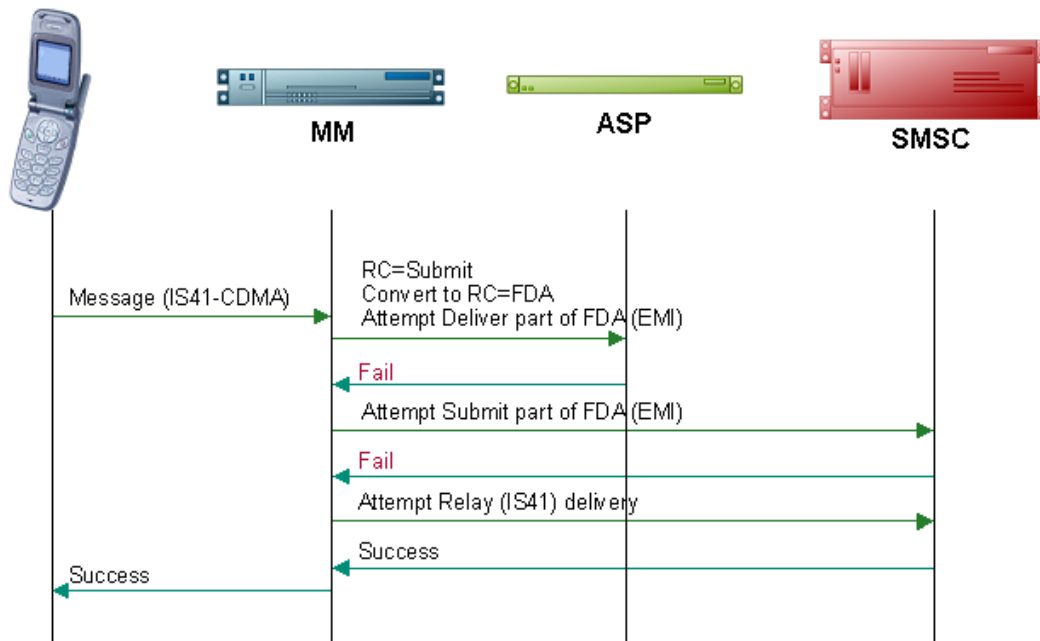 MM
ASP
SMSC
RC=Submit
Convert to RC=FDA
Message (IS41-CDMA)
Attempt Deliver part of FDA (EMI)
Fail
Attempt Submit part of FDA (EMI)
Fail
Attempt Relay (IS41) delivery
Success
Success